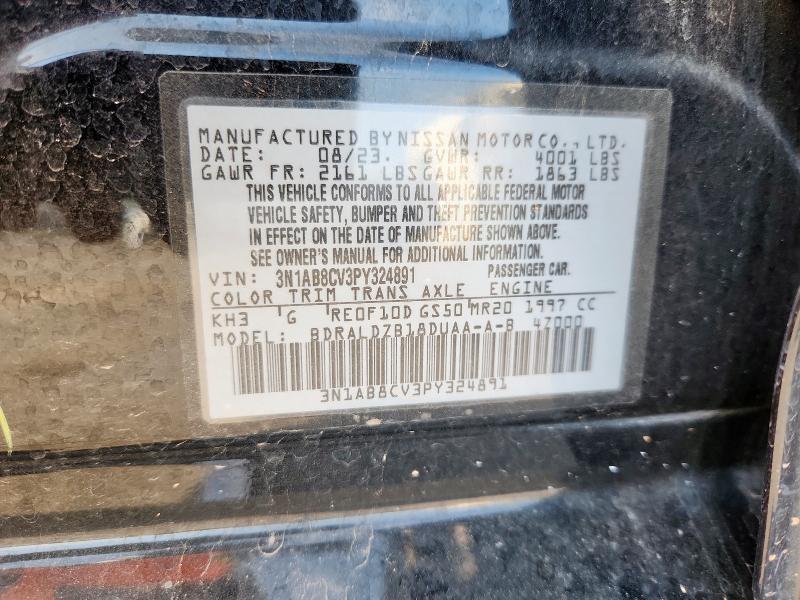 MANUFACTURED BY NISSAN MOTOR CO., LTD.
DATE: 08/23. GVWR: 4001 LBS
GAWR FR: 2161 LBS GAWR RR: 1863 LBS
THIS VEHICLE CONFORMS TO ALL APPLICABLE FEDERAL MOTOR
VEHICLE SAFETY, BUMPER AND THEFT PREVENTION STANDARDS
IN EFFECT ON THE DATE OF MANUFACTURE SHOWN ABOVE.
SEE OWNER'S MANUAL FOR ADDITIONAL INFORMATION.
VIN: 3N1AB8CV3PY324891 PASSENGER CAR.
COLOR TRIM TRANS AXLE ENGINE
KH3 G RE0F10D GS50 MR20 1997 CC
MODEL: BDRALDZB18DUAA-A-B 4Z000
3N1AB8CV3PY324891